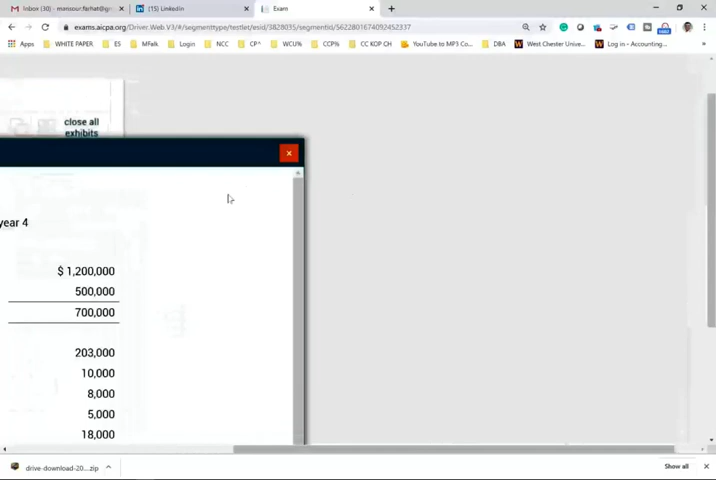 Inbox (3) - mansour.farhat@gm
(15) LinkedIn
Exam
exams.aicpa.org/Driver.Web.V3/#/segmenttype/testlet/esid/3828035/segmentid/5622801674092452337
Apps WHITE PAPER ES MFalk Login NCC CP^ WCU% CCP% CC KOP CH YouTube to MP3 Co... DBA West Chester Unive... Log in - Accounting...
close all
exhibits
year 4
$ 1,200,000
500,000
700,000
203,000
10,000
8,000
5,000
18,000
drive-download-20....zip
Show all